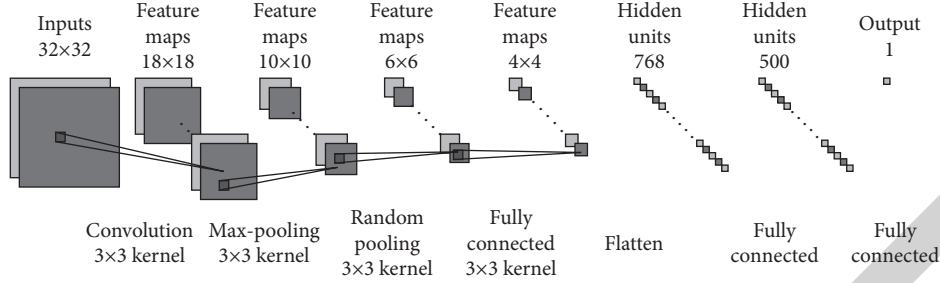 Inputs
32×32
Feature
maps
18×18
Feature
maps
10×10
Feature
maps
6×6
Feature
maps
4×4
Hidden
units
768
Hidden
units
500
Output
1
Convolution
3×3 kernel
Max-pooling
3×3 kernel
Random
pooling
3×3 kernel
Fully
connected
3×3 kernel
Flatten
Fully
connected
Fully
connected